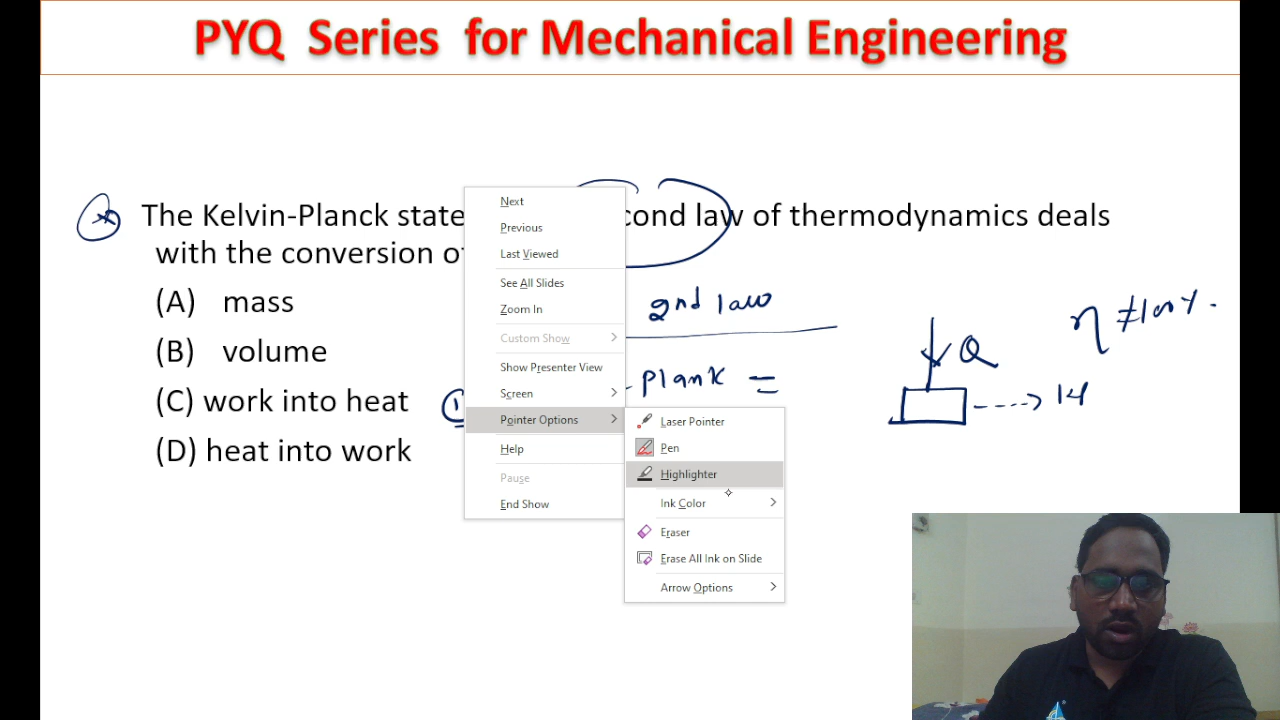 PYQ Series for Mechanical Engineering
The Kelvin-Planck state cond law of thermodynamics deals
with the conversion of
(A) mass
(B) volume
(C) work into heat
(D) heat into work
2nd law
1 -plank =
Q
η ≠100%.
Next
Previous
Last Viewed
See All Slides
Zoom In
Custom Show
Show Presenter View
Screen
Pointer Options
Help
Pause
End Show
Laser Pointer
Pen
Highlighter
Ink Color
Eraser
Erase All Ink on Slide
Arrow Options